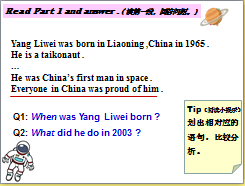 Read Part 1 and answer .（读第一段，回答问题。）
Yang Liwei was born in Liaoning ,China in 1965 .
He is a taikonaut .
…
He was China’s first man in space .
Everyone in China was proud of him .
Q1: When was Yang Liwei born ?
Q2: What did he do in 2003 ?
Tip（阅读小提示）
划出相对应的
语句，比较分
析。